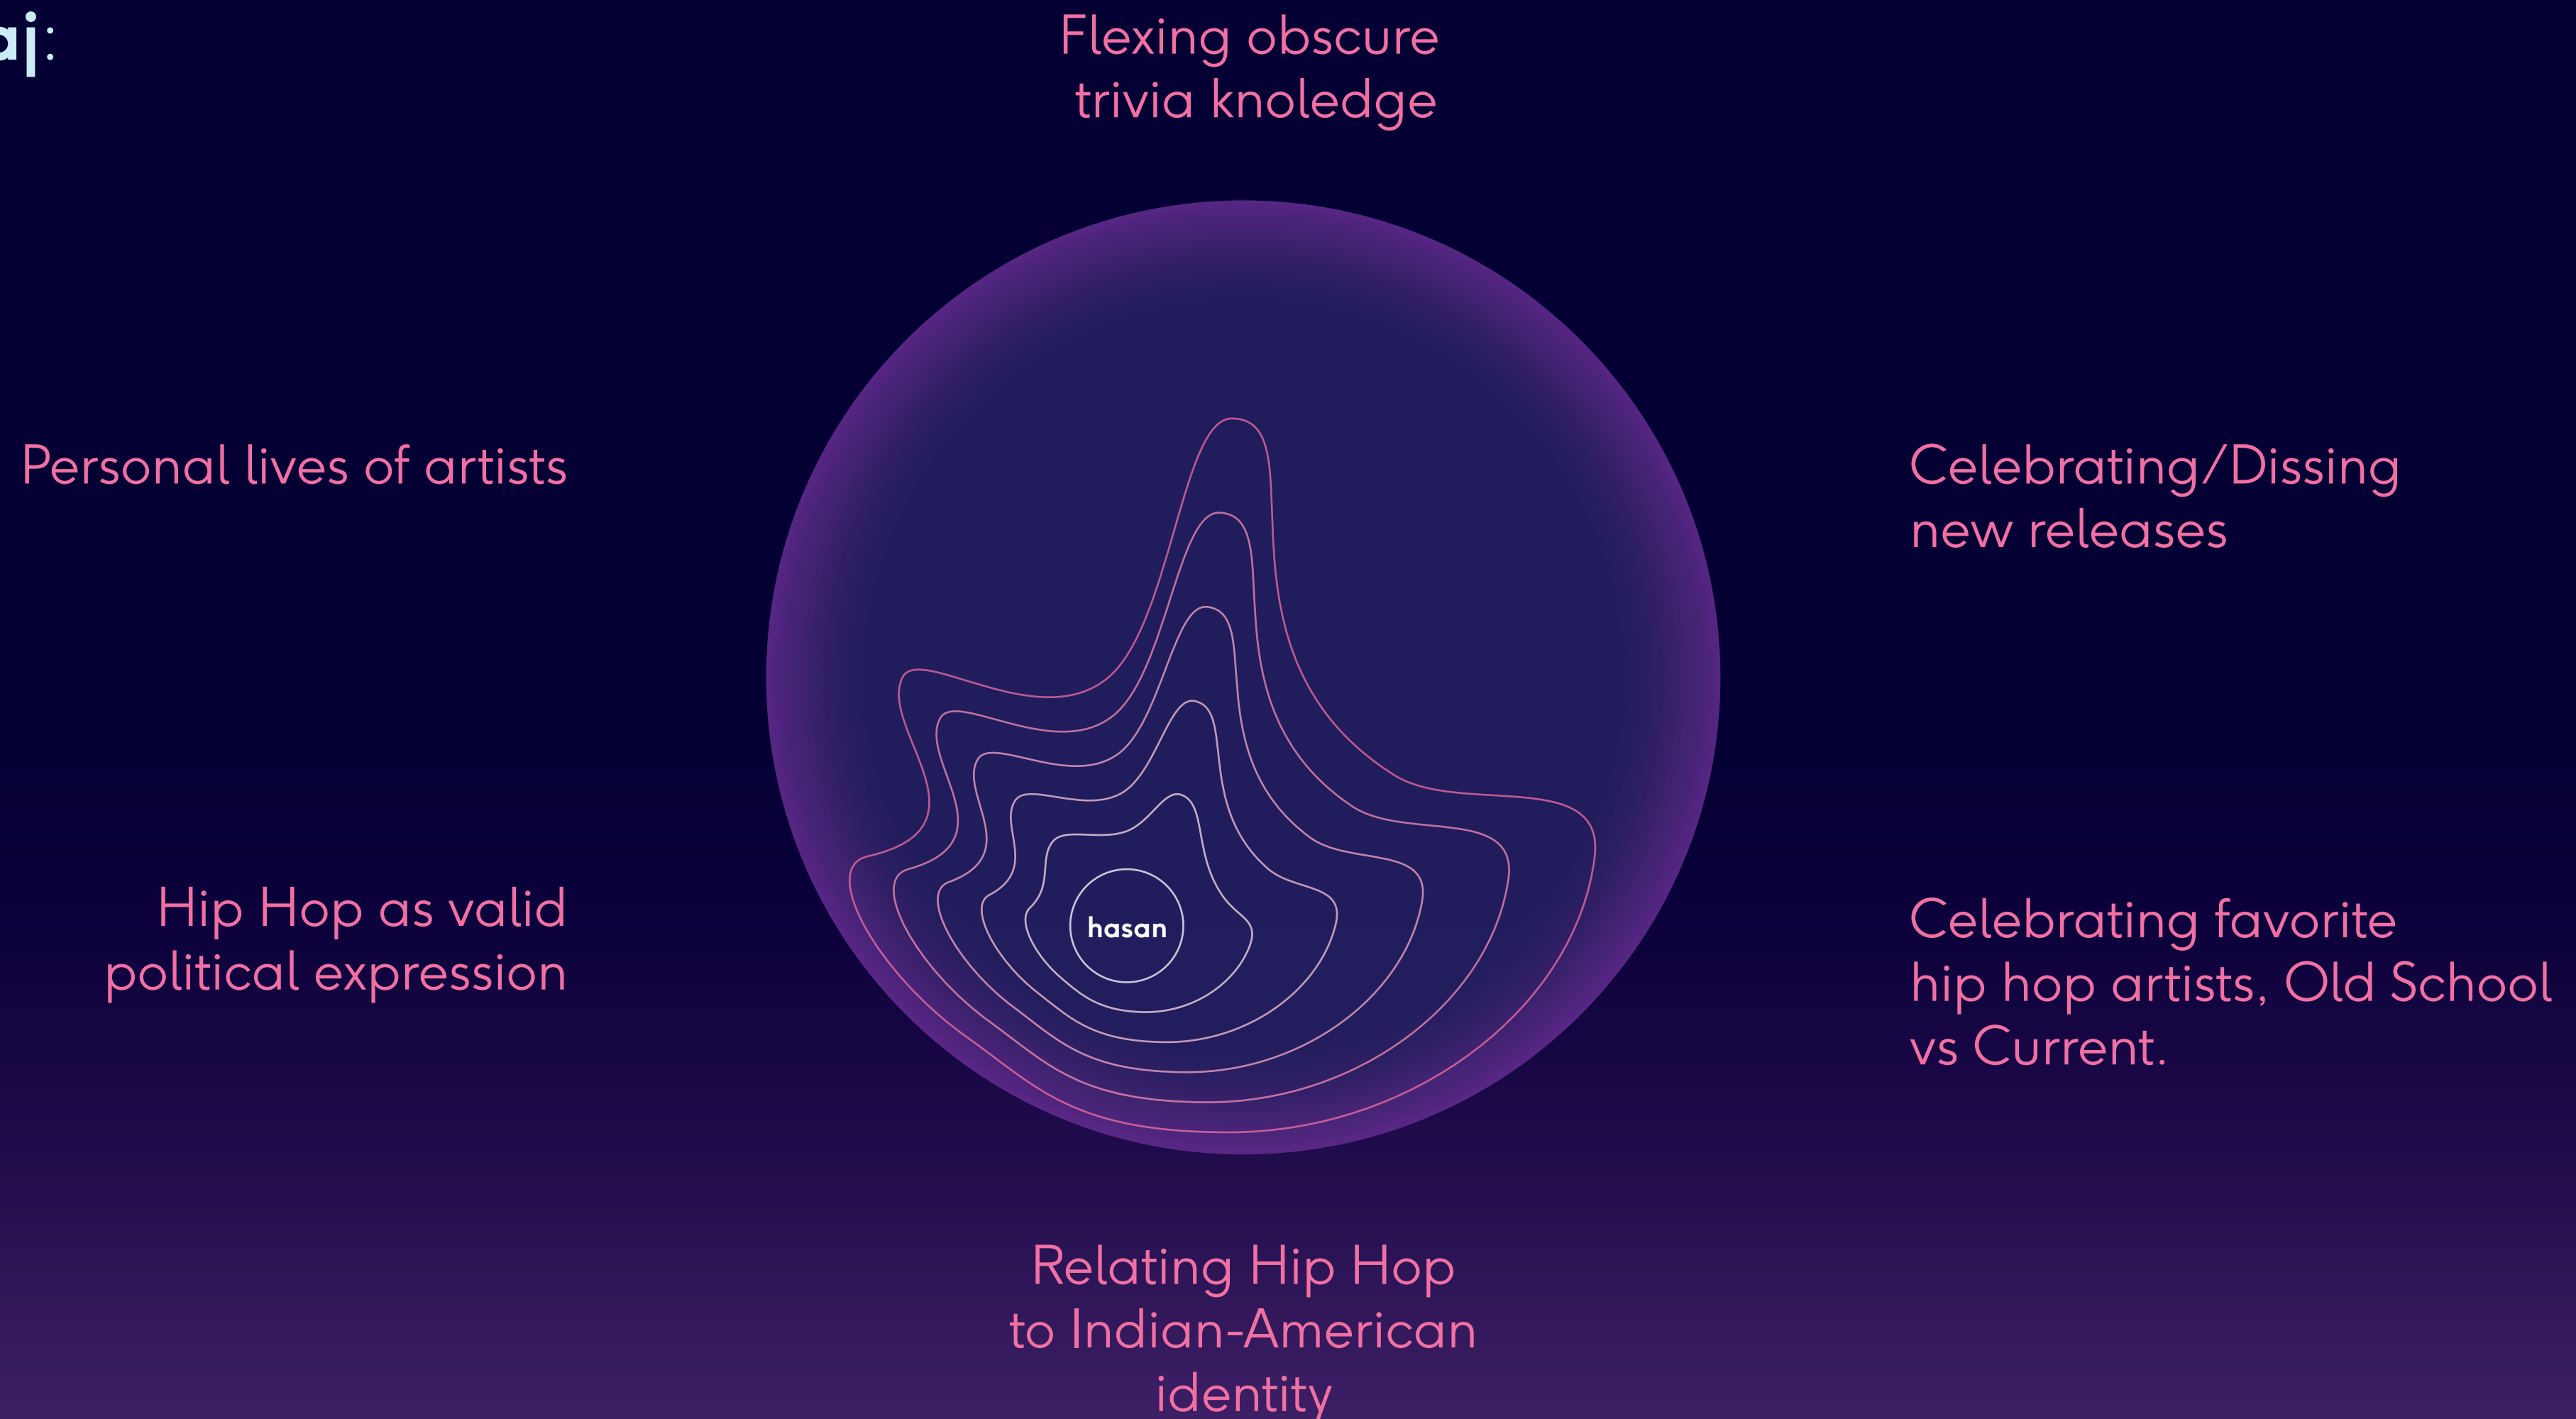 aj:
Flexing obscure
trivia knoledge
Personal lives of artists
Celebrating/Dissing
new releases
Hip Hop as valid
political expression
hasan
Celebrating favorite
hip hop artists, Old School
vs Current.
Relating Hip Hop
to Indian-American
identity